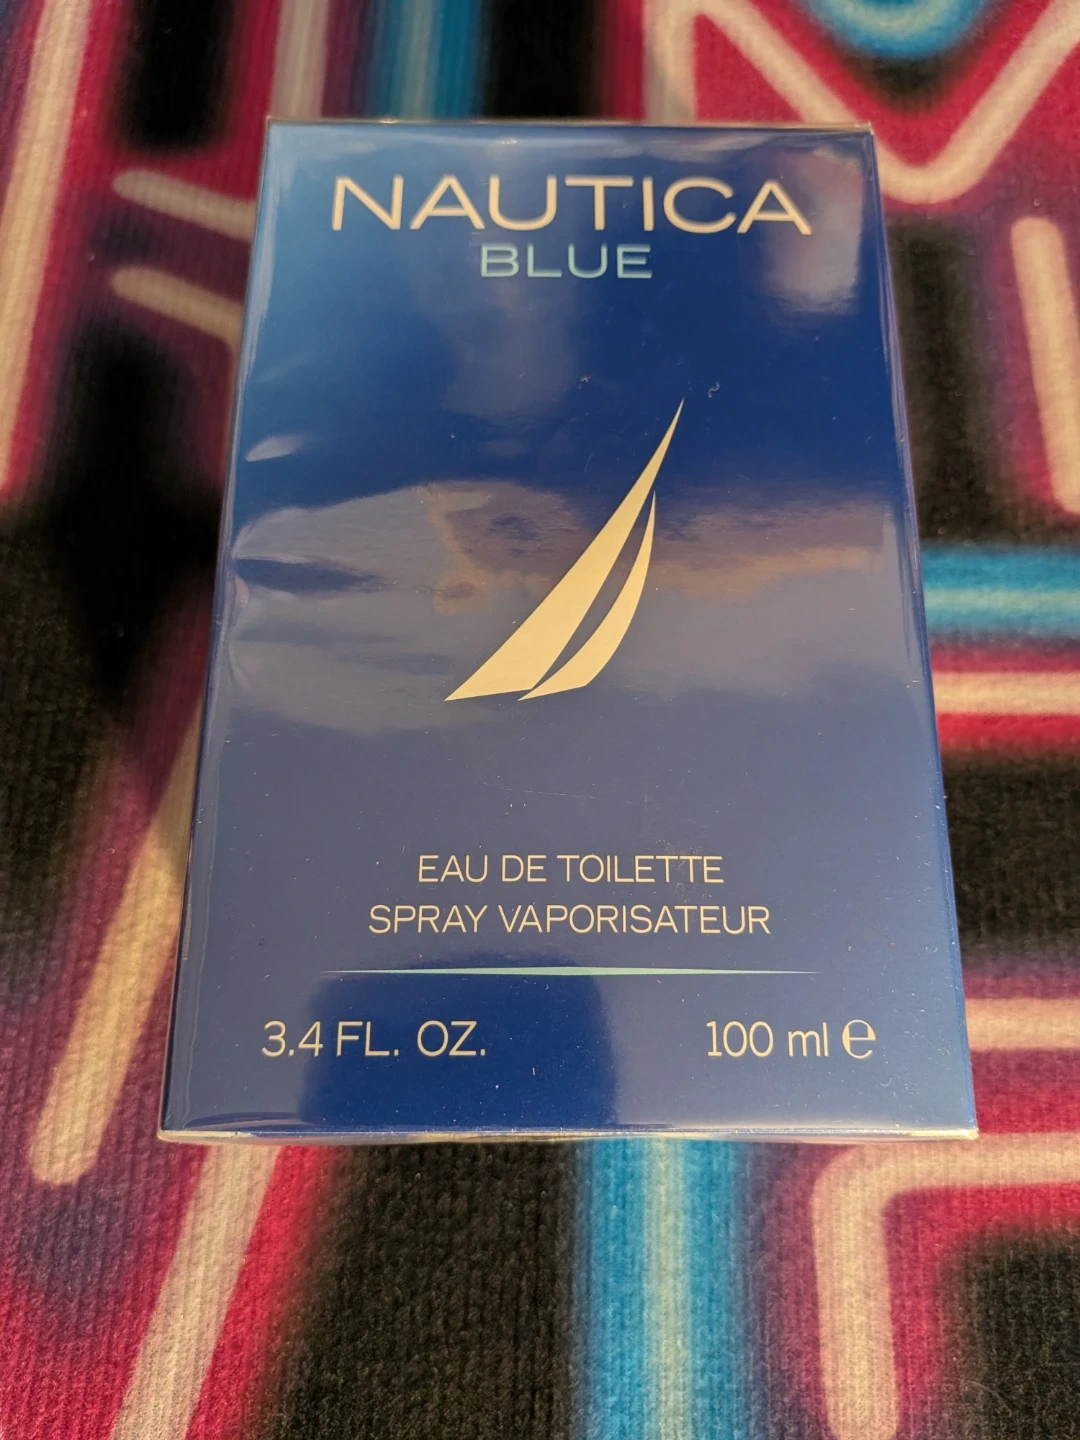 NAUTICA
BLUE
EAU DE TOILETTE
SPRAY VAPORISATEUR
3.4 FL. OZ. 100 ml ℮